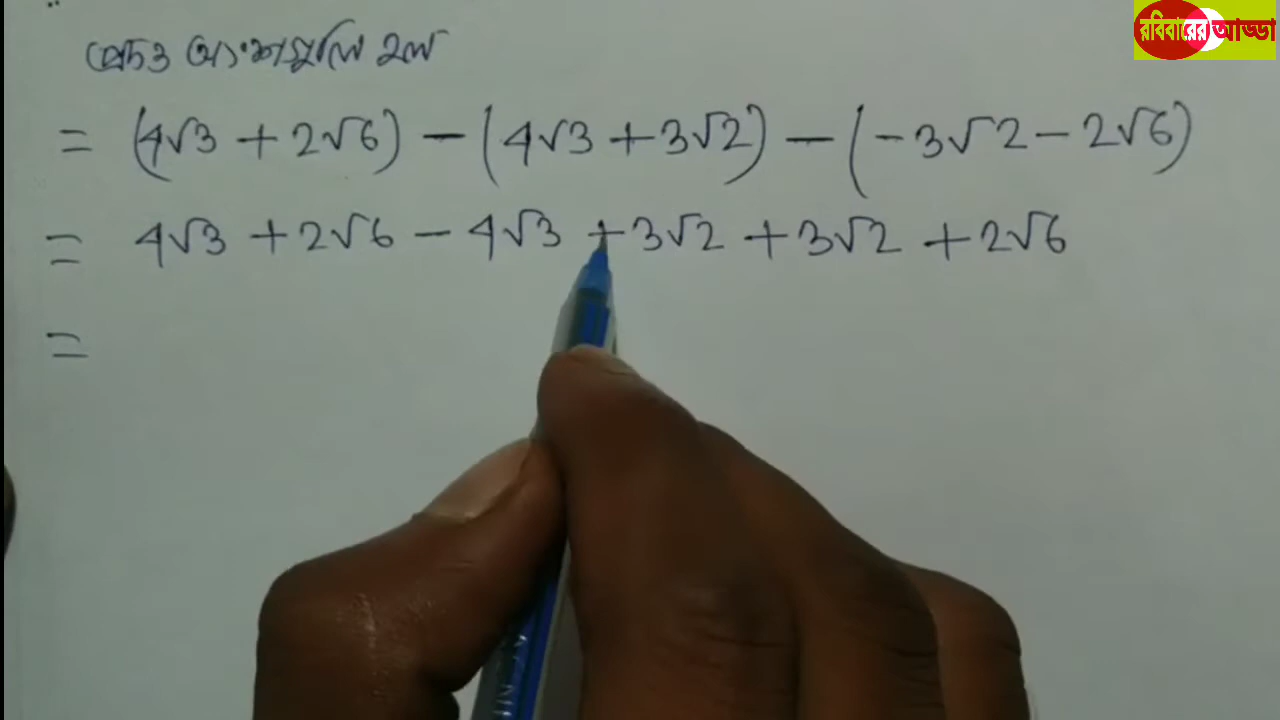 রবিবারের আড্ডা
প্রদত্ত অংশগুলি হল
= (4√3 + 2√6) - (4√3 + 3√2) - (-3√2 - 2√6)
= 4√3 + 2√6 - 4√3 + 3√2 + 3√2 + 2√6
=